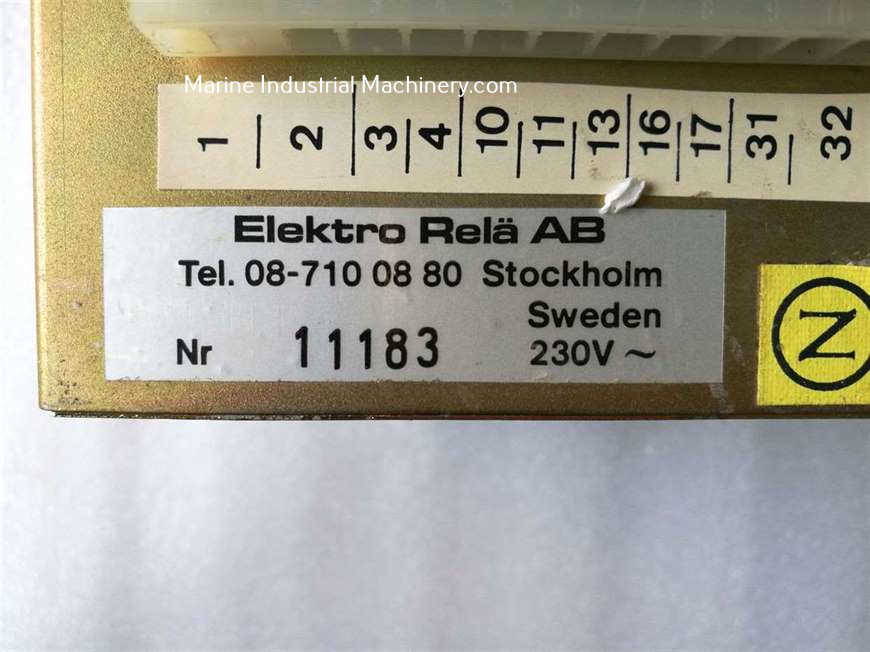 Marine Industrial Machinery.com
1 | 2 | 3 | 4 | 10 | 11 | 13 | 16 | 17 | 31 | 32
Elektro Relä AB
Tel. 08-710 08 80 Stockholm
Sweden
Nr 11183 230V ~
N